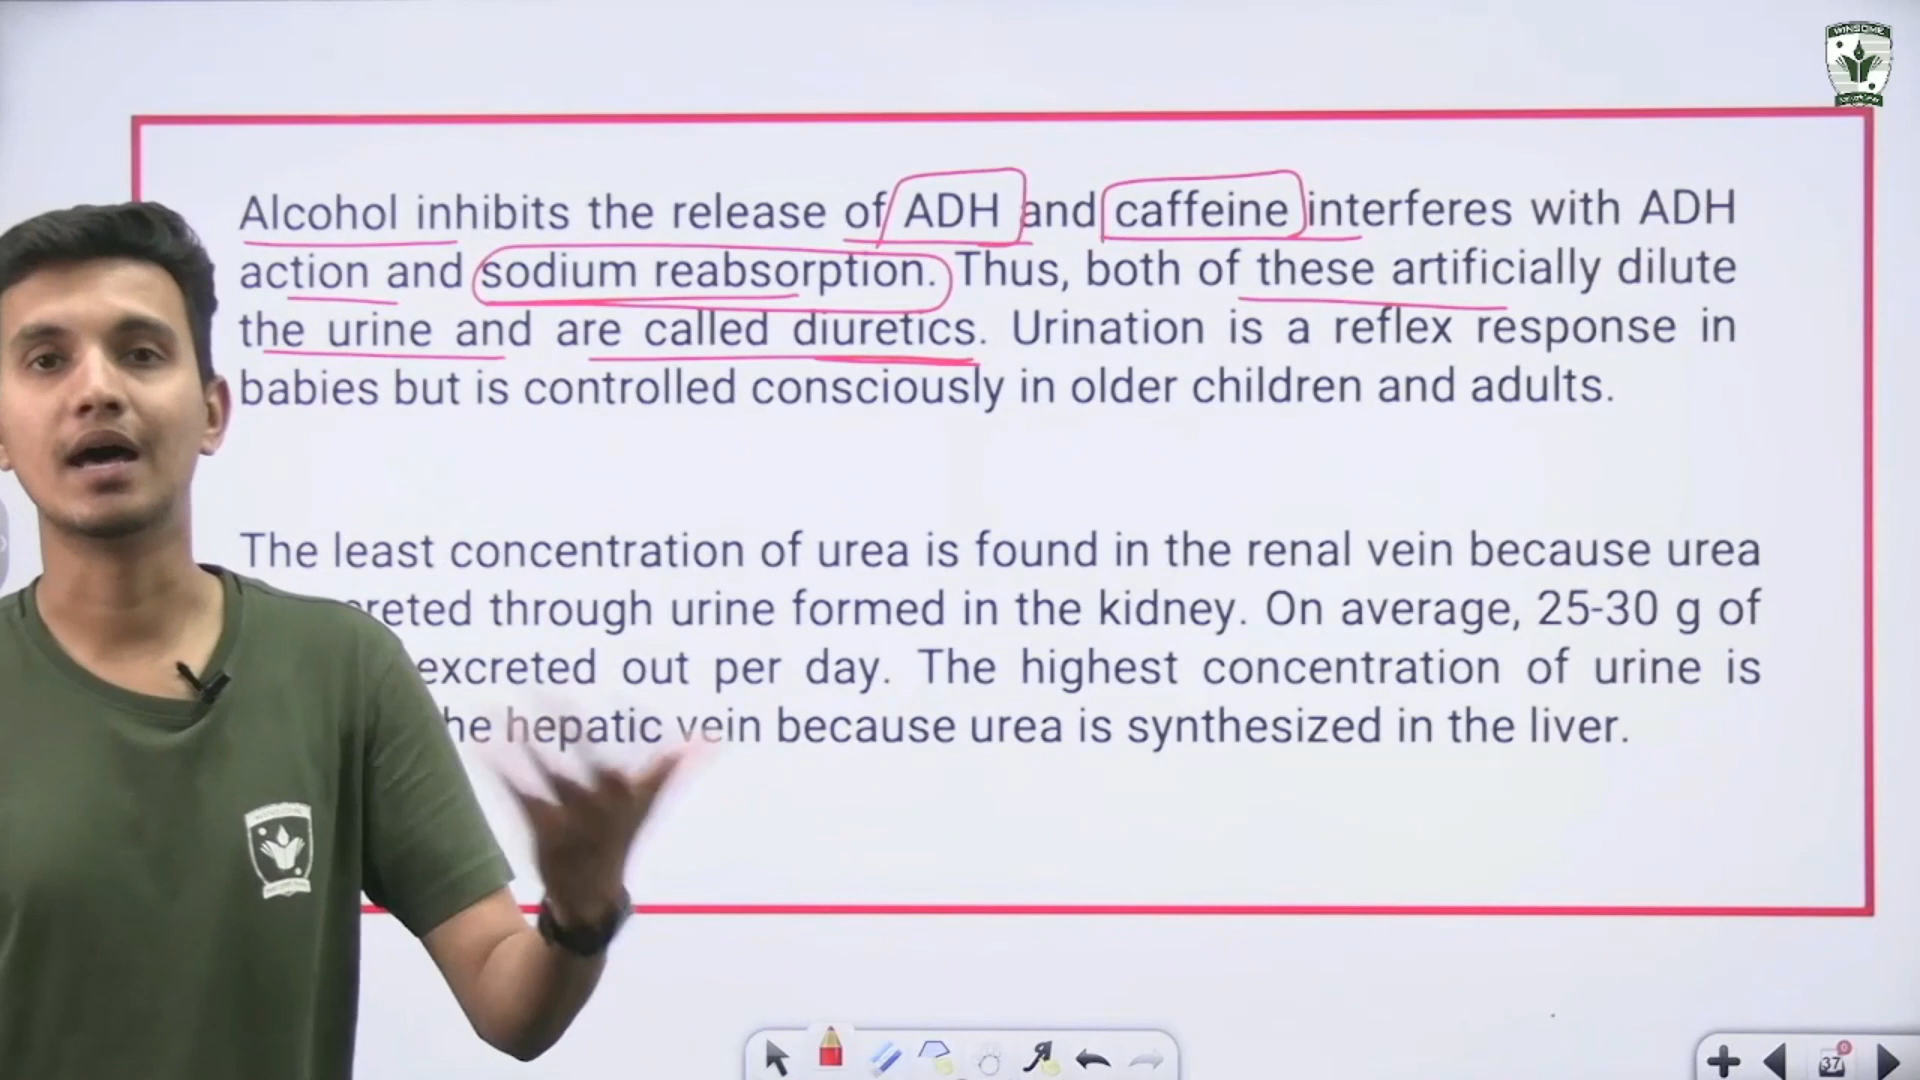 WINSOME
Alcohol inhibits the release of ADH and caffeine interferes with ADH
action and sodium reabsorption. Thus, both of these artificially dilute
the urine and are called diuretics. Urination is a reflex response in
babies but is controlled consciously in older children and adults.
The least concentration of urea is found in the renal vein because urea
through urine formed in the kidney. On average, 25-30 g of
excreted out per day. The highest concentration of urine is
hepatic vein because urea is synthesized in the liver.
37